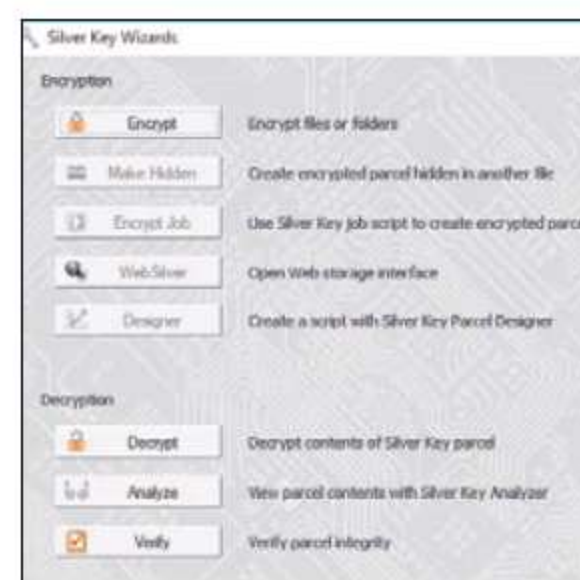 Silver Key Wizards
Encryption
Encrypt Encrypt files or folders
Make Hidden Create encrypted parcel hidden in another file
Encrypt Job Use Silver Key job script to create encrypted parce
WebSilver Open Web storage interface
Designer Create a script with Silver Key Parcel Designer
Decryption
Decrypt Decrypt contents of Silver Key parcel
Analyze View parcel contents with Silver Key Analyzer
Verify Verify parcel integrity